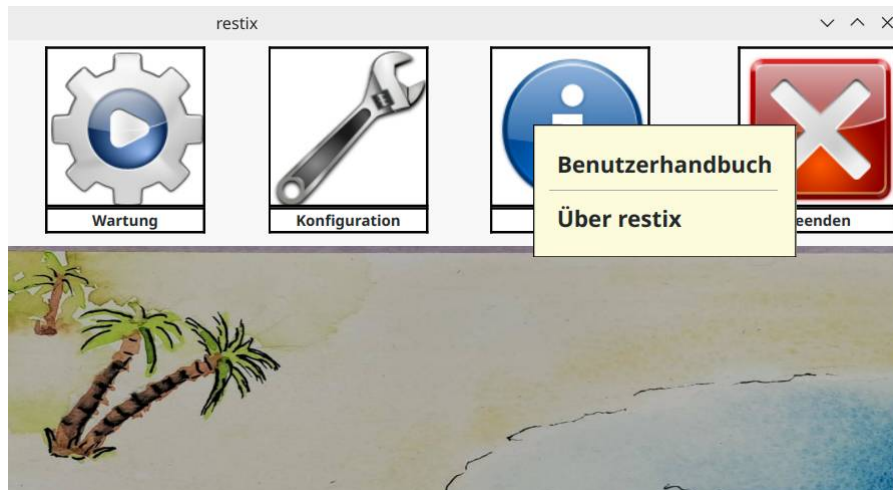 restix
Wartung
Konfiguration
Benutzerhandbuch
Über restix
eenden